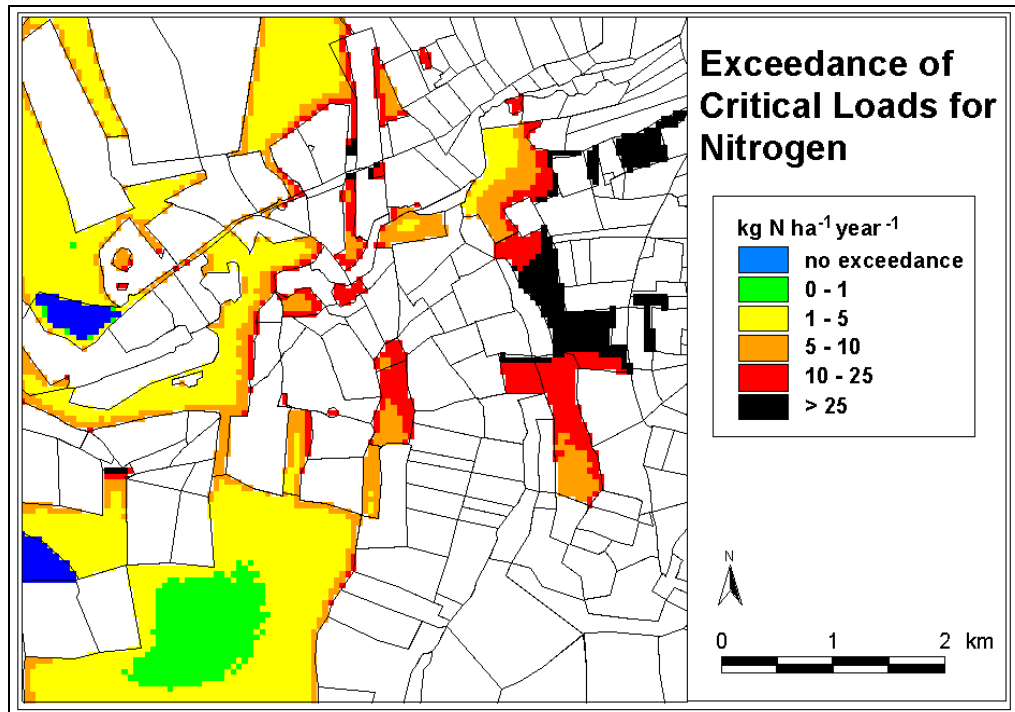 Exceedance of
Critical Loads for
Nitrogen
kg N ha⁻¹ year⁻¹
no exceedance
0 - 1
1 - 5
5 - 10
10 - 25
> 25
N
0 1 2 km